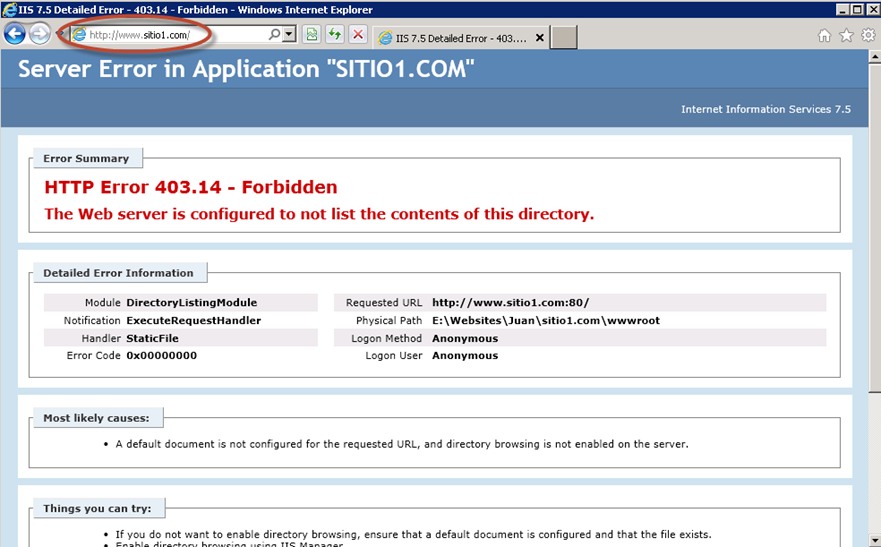 IIS 7.5 Detailed Error - 403.14 - Forbidden - Windows Internet Explorer
http://www.sitio1.com/
IIS 7.5 Detailed Error - 403....
Server Error in Application "SITIO1.COM"
Internet Information Services 7.5
Error Summary
HTTP Error 403.14 - Forbidden
The Web server is configured to not list the contents of this directory.
Detailed Error Information
Module DirectoryListingModule
Notification ExecuteRequestHandler
Handler StaticFile
Error Code 0x00000000
Requested URL http://www.sitio1.com:80/
Physical Path E:\Websites\Juan\sitio1.com\wwwroot
Logon Method Anonymous
Logon User Anonymous
Most likely causes:
• A default document is not configured for the requested URL, and directory browsing is not enabled on the server.
Things you can try:
• If you do not want to enable directory browsing, ensure that a default document is configured and that the file exists.
• Enable directory browsing using IIS Manager.